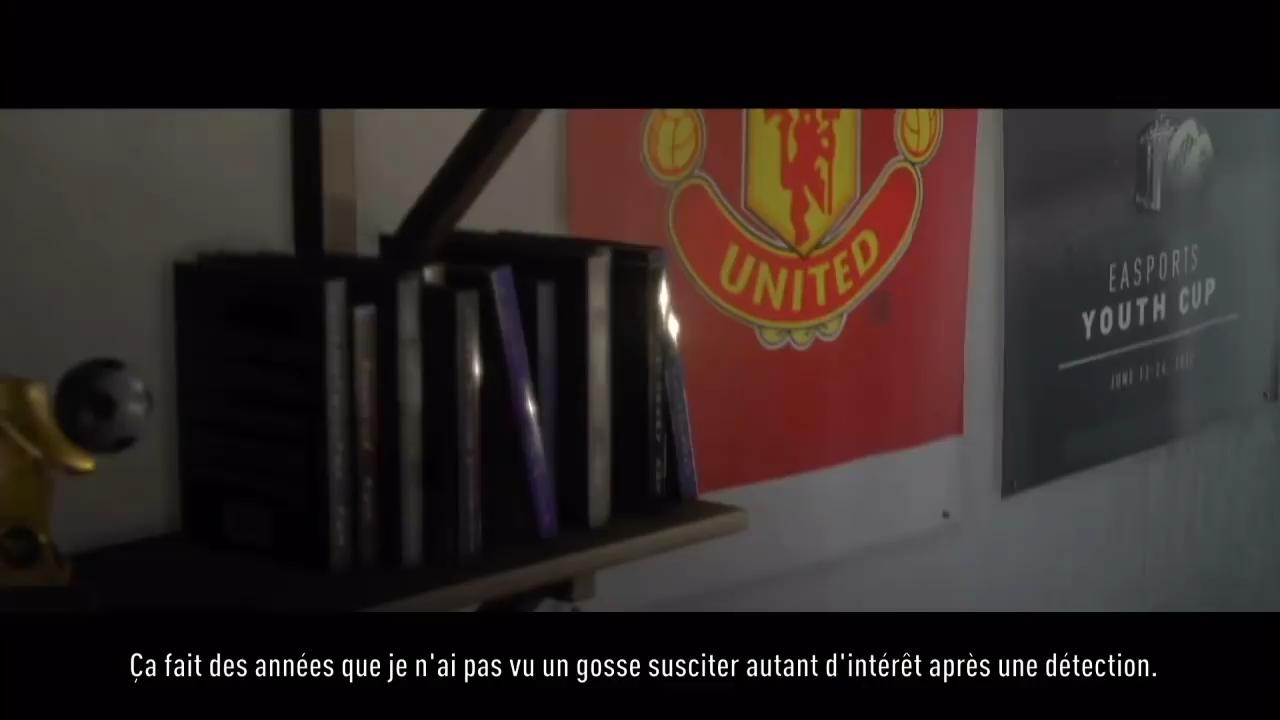 UNITED
EASPORTS
YOUTH CUP
Ça fait des années que je n'ai pas vu un gosse susciter autant d'intérêt après une détection.